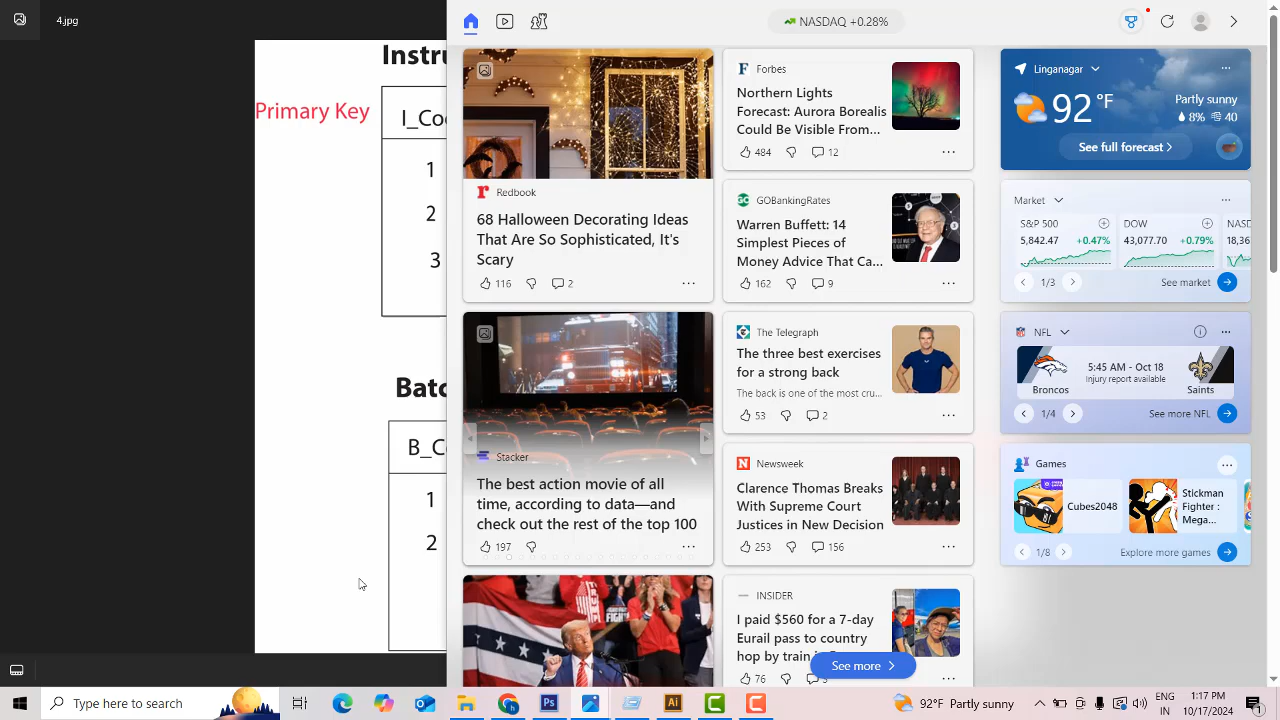 4.jpg
NASDAQ +0.28%
Primary Key
1
2
3
1
2
Redbook
68 Halloween Decorating Ideas
That Are So Sophisticated, It's
Scary
116
2
Stacker
The best action movie of all
time, according to data—and
check out the rest of the top 100
197
Forbes
Northern Lights
Forecast: Aurora Borealis
Could Be Visible From...
484
12
GOBankingRates
Warren Buffett: 14
Simplest Pieces of
Money Advice That Ca...
162
9
The Telegraph
The three best exercises
for a strong back
The back is one of the most cru...
53
2
Newsweek
Clarence Thomas Breaks
With Supreme Court
Justices in New Decision
253
156
INSIDER
I paid $560 for a 7-day
Eurail pass to country
hop by train
76
See more
Linganagar
92 °F
Partly sunny
40
See full forecast
Market
S&P 500
5,842.47 +0.47%
DOW
43,077.70 +0.79%
NASD
18,36
1/3
See market
NFL
5:45 AM - Oct 18
Injury report available
Broncos
Saints
1/4
See more NFL
Games
Cubes2048
Stickman
Fighter :
Me...
1/8
Explore more games
Type here to search
92°F Partly sunny
1:17 PM
10/17/2024